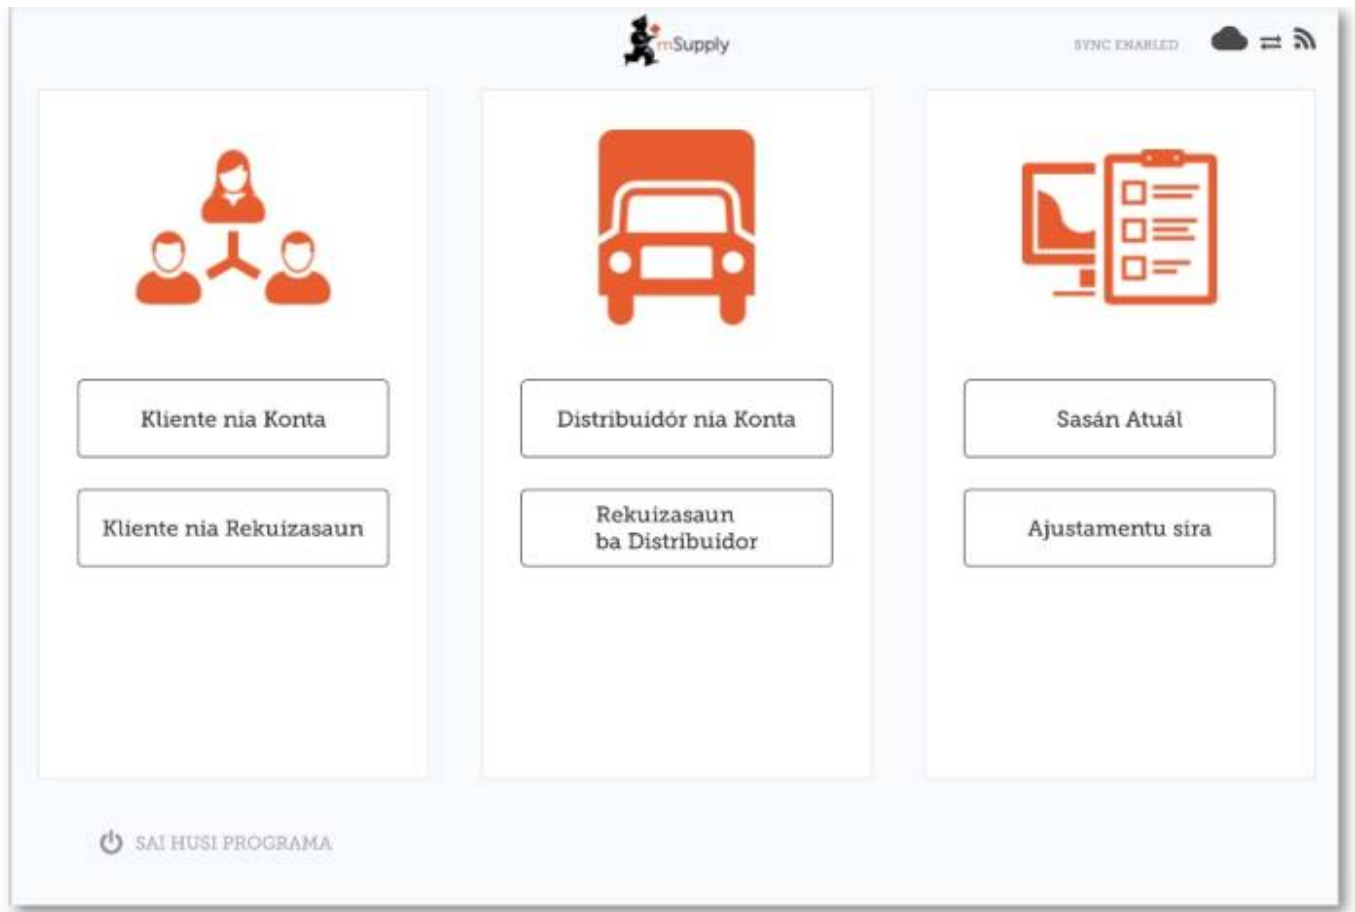 mSupply
SYNC ENABLED
Kliente nia Konta
Kliente nia Rekuizasaun
Distribuidór nia Konta
Rekuizasaun
ba Distribuidor
Sasán Atuál
Ajustamentu sira
SAI HUSI PROGRAMA